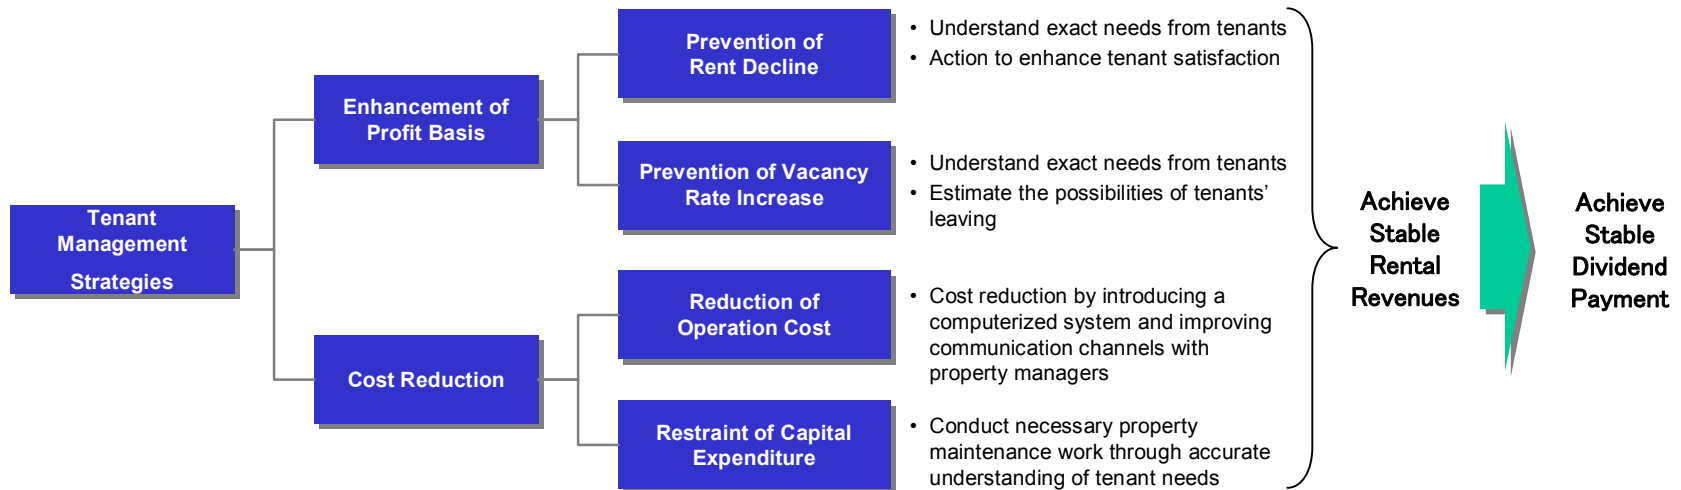 Tenant
Management
Strategies
Enhancement of
Profit Basis
Cost Reduction
Prevention of
Rent Decline
• Understand exact needs from tenants
• Action to enhance tenant satisfaction
Prevention of Vacancy
Rate Increase
• Understand exact needs from tenants
• Estimate the possibilities of tenants’
leaving
Reduction of
Operation Cost
• Cost reduction by introducing a
computerized system and improving
communication channels with
property managers
Restraint of Capital
Expenditure
• Conduct necessary property
maintenance work through accurate
understanding of tenant needs
Achieve
Stable
Rental
Revenues
Achieve
Stable
Dividend
Payment